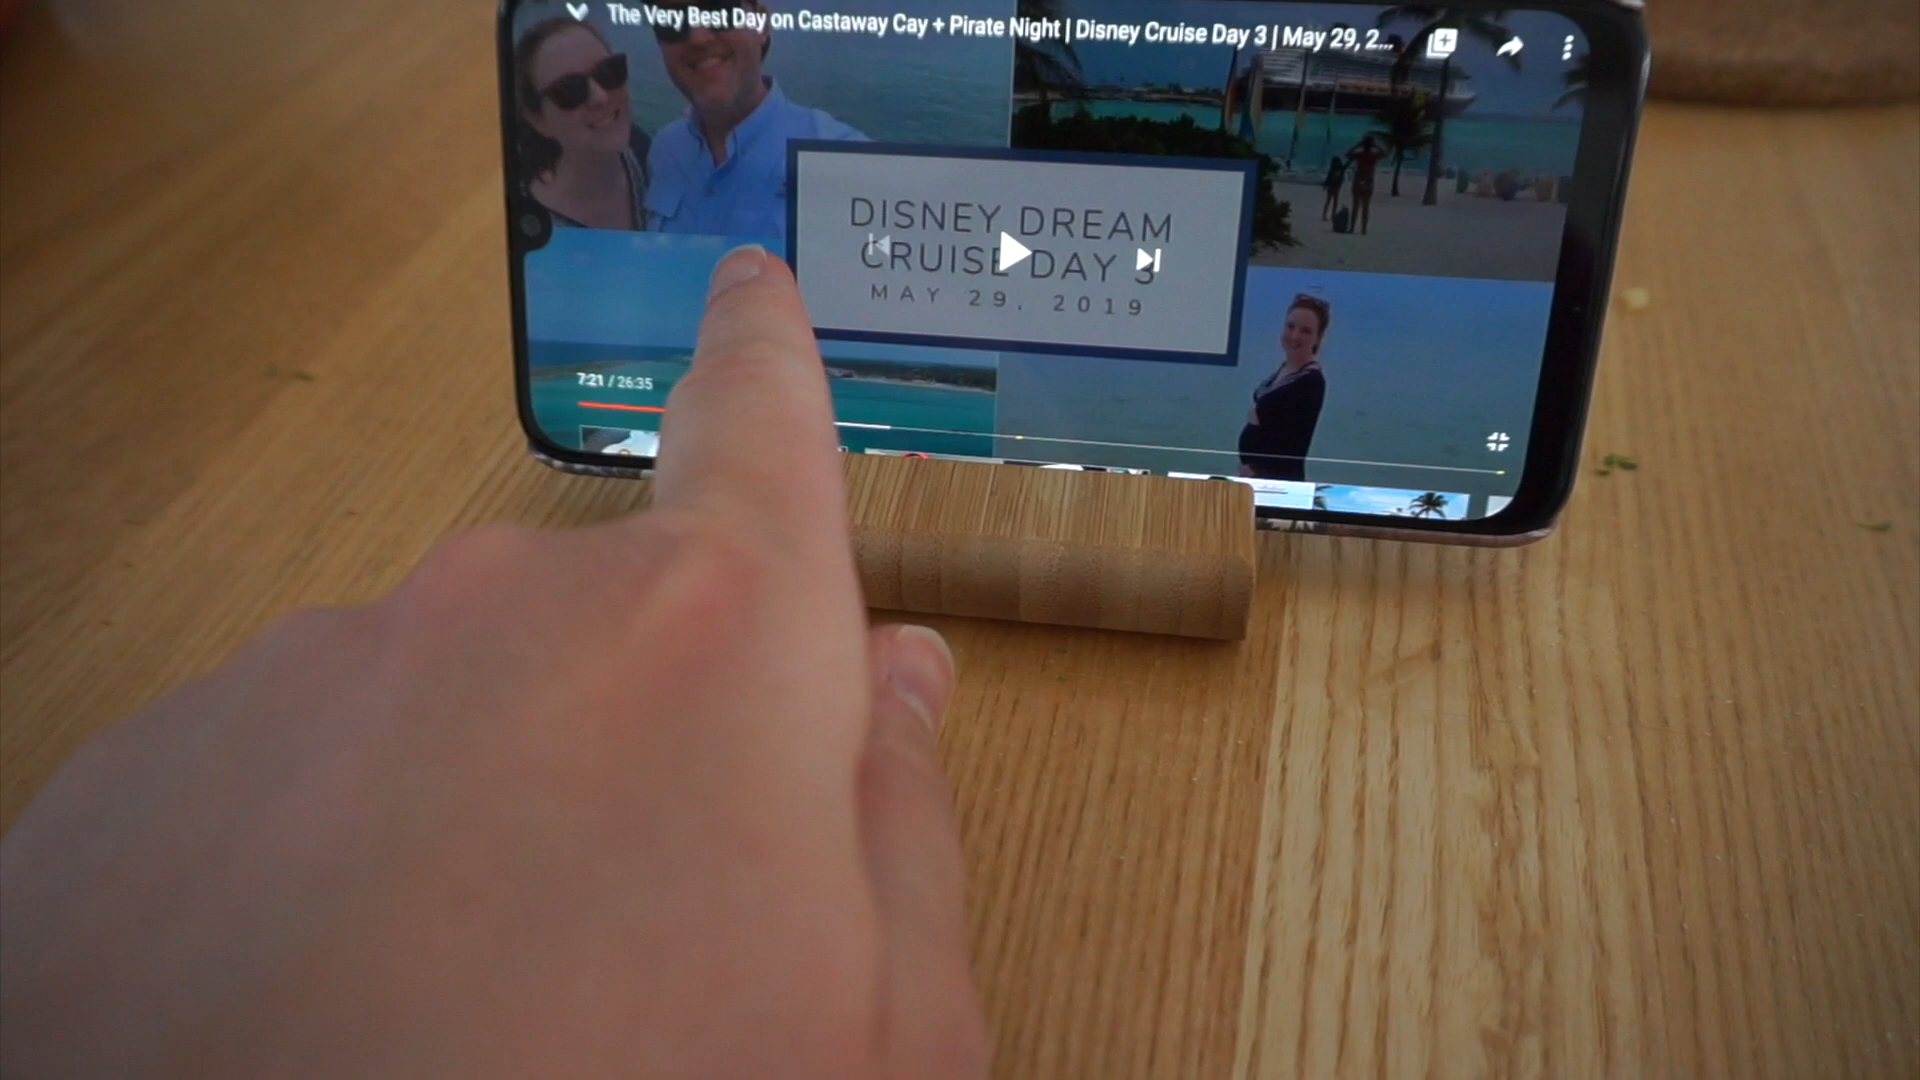 The Very Best Day on Castaway Cay + Pirate Night | Disney Cruise Day 3 | May 29, 2...
DISNEY DREAM
CRUISE DAY 3
MAY 29, 2019
7:21 / 26:35